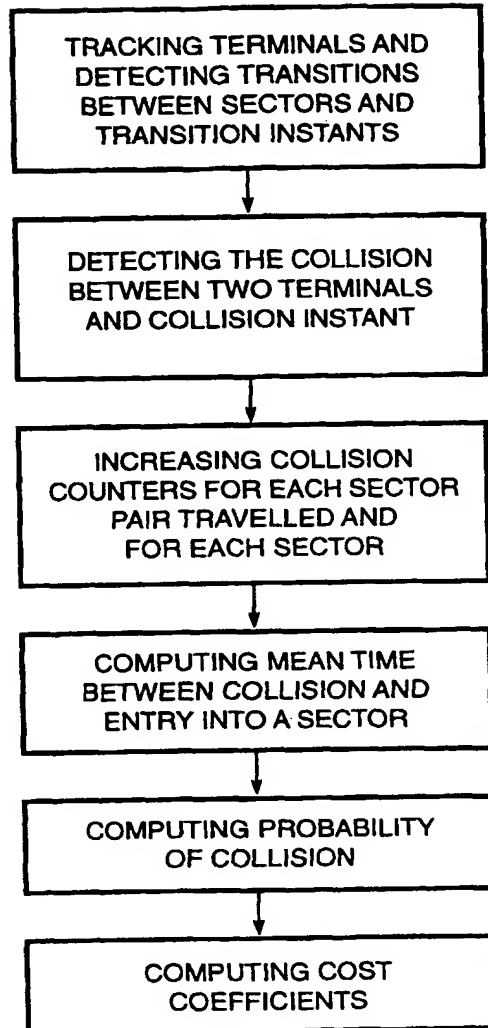 TRACKING TERMINALS AND
DETECTING TRANSITIONS
BETWEEN SECTORS AND
TRANSITION INSTANTS
DETECTING THE COLLISION
BETWEEN TWO TERMINALS
AND COLLISION INSTANT
INCREASING COLLISION
COUNTERS FOR EACH SECTOR
PAIR TRAVELLED AND
FOR EACH SECTOR
COMPUTING MEAN TIME
BETWEEN COLLISION AND
ENTRY INTO A SECTOR
COMPUTING PROBABILITY
OF COLLISION
COMPUTING COST
COEFFICIENTS